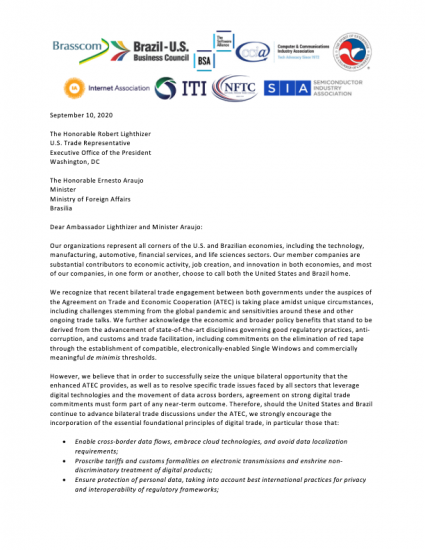 Brasscom
Brazil-U.S.
Business Council
The
Software
Alliance
BSA
ccia
Computer & Communications
Industry Association
Tech Advocacy Since 1972
Internet Association
ITI
NFTC
SIA
SEMICONDUCTOR
INDUSTRY
ASSOCIATION
September 10, 2020
The Honorable Robert Lighthizer
U.S. Trade Representative
Executive Office of the President
Washington, DC
The Honorable Ernesto Araujo
Minister
Ministry of Foreign Affairs
Brasilia
Dear Ambassador Lighthizer and Minister Araujo:
Our organizations represent all corners of the U.S. and Brazilian economies, including the technology,
manufacturing, automotive, financial services, and life sciences sectors. Our member companies are
substantial contributors to economic activity, job creation, and innovation in both economies, and most
of our companies, in one form or another, choose to call both the United States and Brazil home.
We recognize that recent bilateral trade engagement between both governments under the auspices of
the Agreement on Trade and Economic Cooperation (ATEC) is taking place amidst unique circumstances,
including challenges stemming from the global pandemic and sensitivities around these and other
ongoing trade talks. We further acknowledge the economic and broader policy benefits that stand to be
derived from the advancement of state-of-the-art disciplines governing good regulatory practices, anti-
corruption, and customs and trade facilitation, including commitments on the elimination of red tape
through the establishment of compatible, electronically-enabled Single Windows and commercially
meaningful de minimis thresholds.
However, we believe that in order to successfully seize the unique bilateral opportunity that the
enhanced ATEC provides, as well as to resolve specific trade issues faced by all sectors that leverage
digital technologies and the movement of data across borders, agreement on strong digital trade
commitments must form part of any near-term outcome. Therefore, should the United States and Brazil
continue to advance bilateral trade discussions under the ATEC, we strongly encourage the
incorporation of the essential foundational principles of digital trade, in particular those that:
• Enable cross-border data flows, embrace cloud technologies, and avoid data localization
requirements;
• Proscribe tariffs and customs formalities on electronic transmissions and enshrine non-
discriminatory treatment of digital products;
• Ensure protection of personal data, taking into account best international practices for privacy
and interoperability of regulatory frameworks;